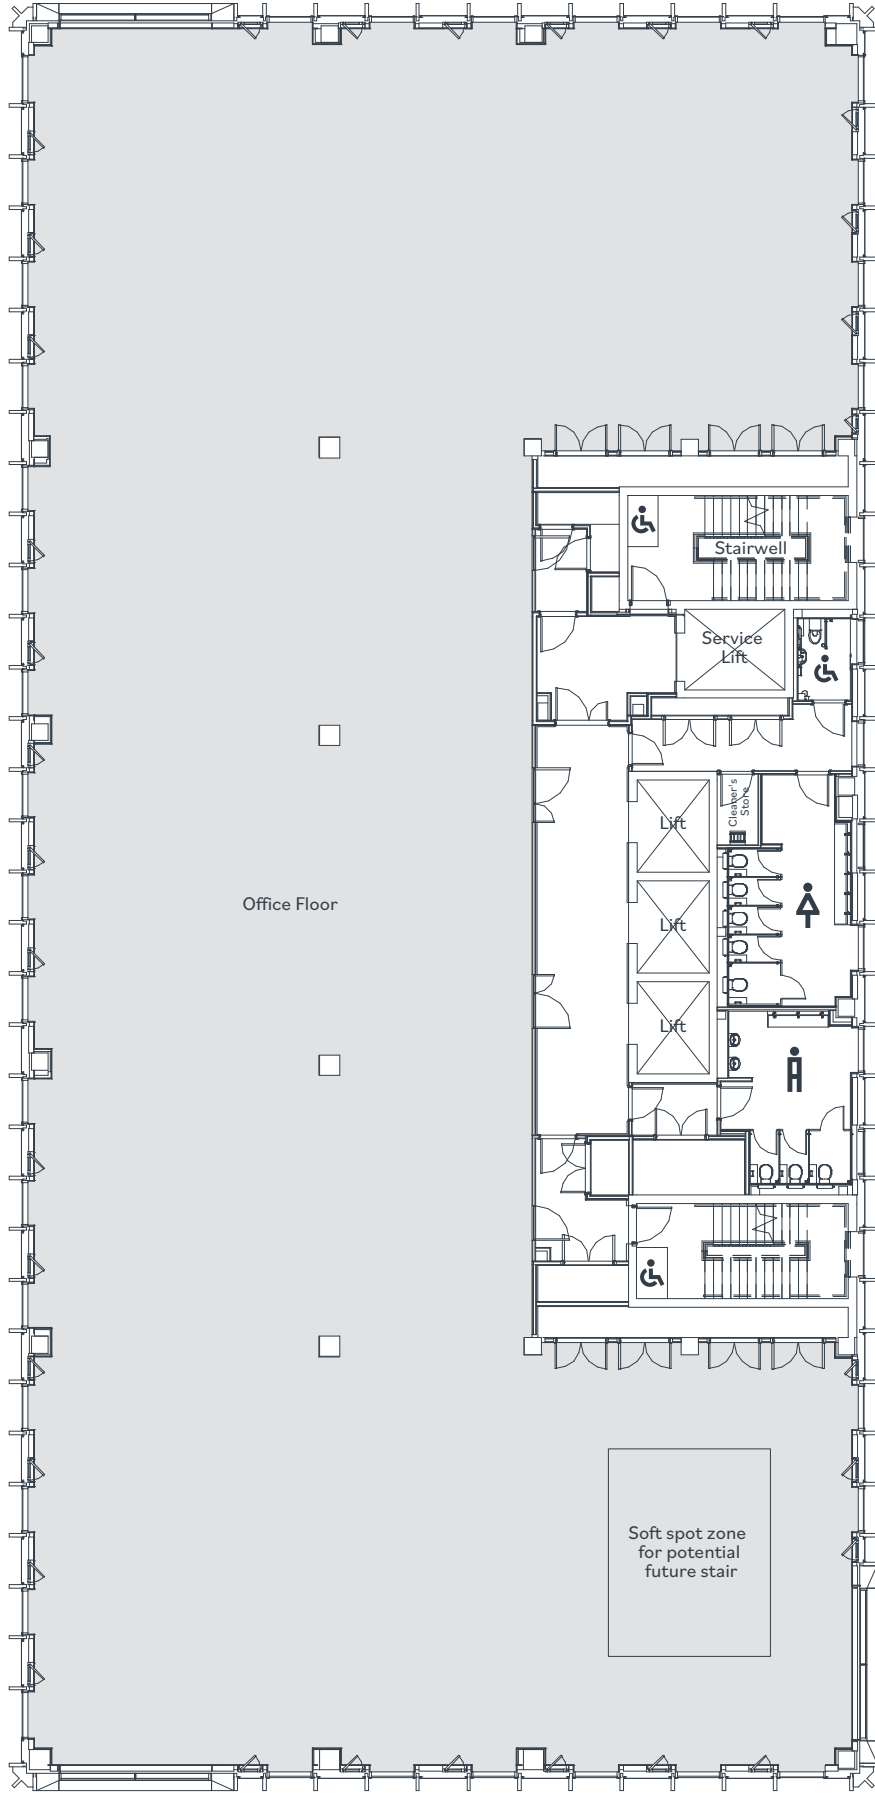 Stairwell
Service
Lift
Cleaner's
Store
Lift
Office Floor
Lift
Lift
Soft spot zone
for potential
future stair